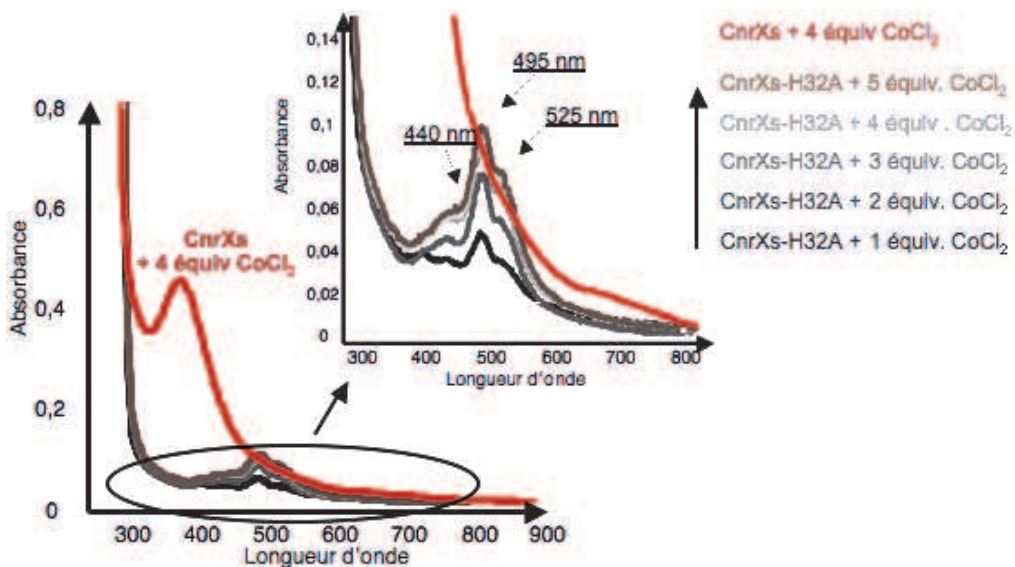 CnrXs + 4 équiv CoCl₂
CnrXs-H32A + 5 équiv. CoCl₂
CnrXs-H32A + 4 équiv . CoCl₂
CnrXs-H32A + 3 équiv. CoCl₂
CnrXs-H32A + 2 équiv. CoCl₂
CnrXs-H32A + 1 équiv. CoCl₂
Absorbance
0,14
0,12
0,1
0,08
0,06
0,04
0,02
0
495 nm
525 nm
440 nm
300 400 500 600 700 800
Longueur d'onde
Absorbance
0,8
0,6
0,4
0,2
0
CnrXs
+ 4 équiv CoCl₂
300 400 500 600 700 800 900
Longueur d'onde